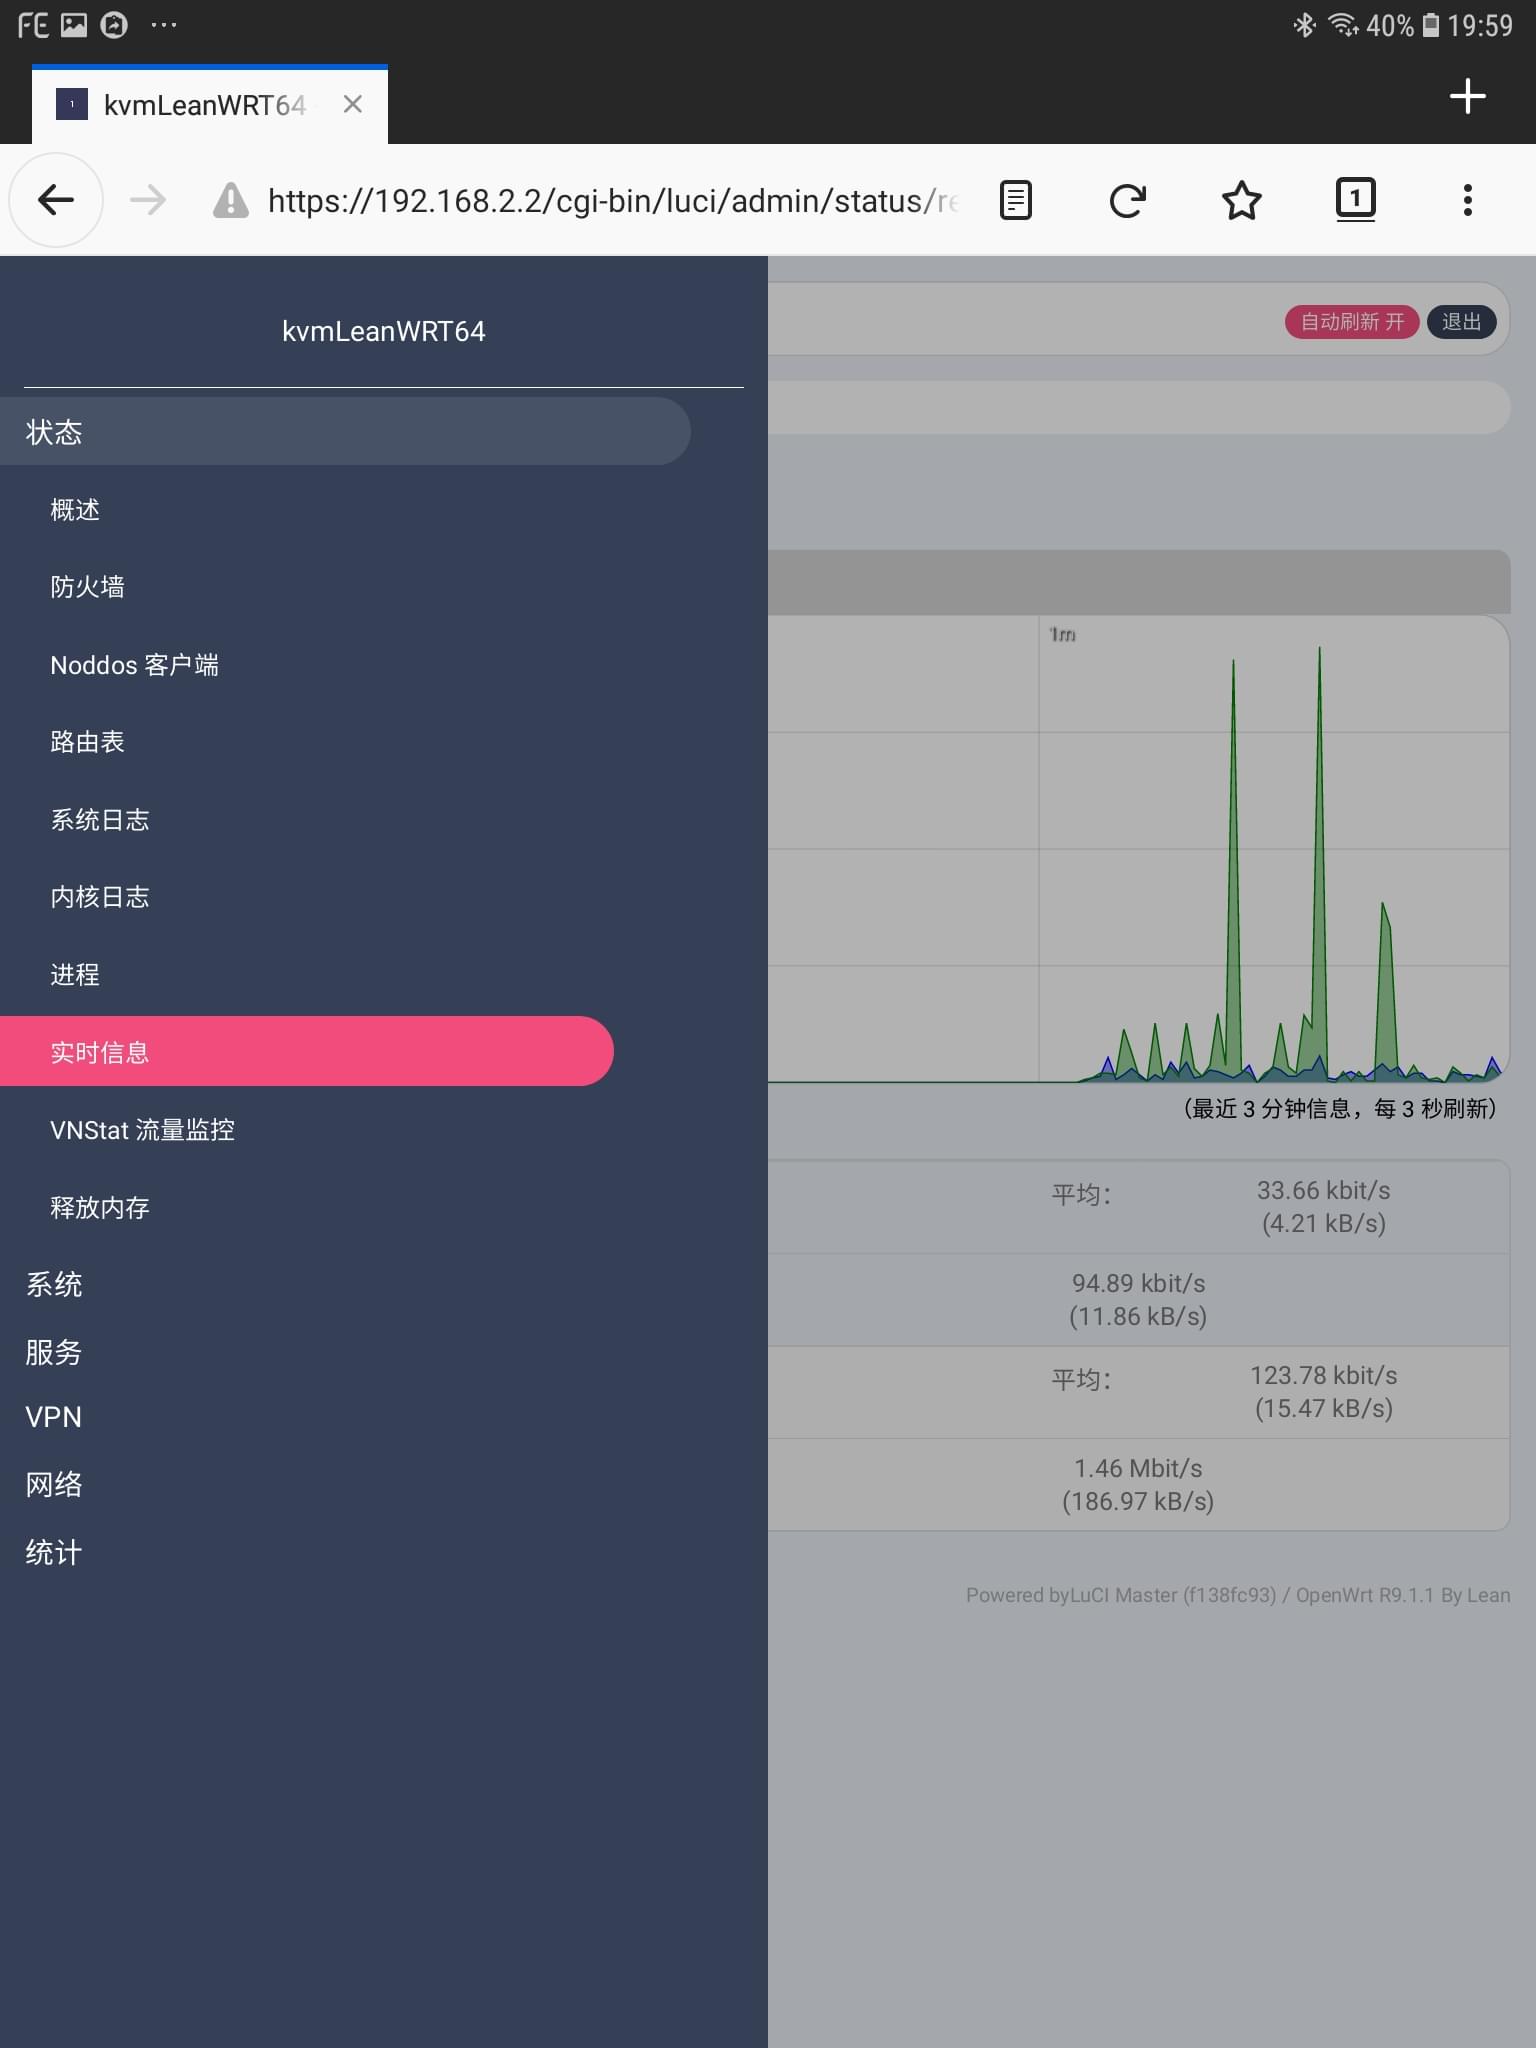 FE ... 40% 19:59
kvmLeanWRT64
https://192.168.2.2/cgi-bin/luci/admin/status/re
1
kvmLeanWRT64
自动刷新 开
退出
状态
概述
防火墙
Noddos 客户端
路由表
系统日志
内核日志
进程
实时信息
VNStat 流量监控
释放内存
系统
服务
VPN
网络
统计
1m
（最近 3 分钟信息，每 3 秒刷新）
平均： 33.66 kbit/s
(4.21 kB/s)
94.89 kbit/s
(11.86 kB/s)
平均： 123.78 kbit/s
(15.47 kB/s)
1.46 Mbit/s
(186.97 kB/s)
Powered byLuCI Master (f138fc93) / OpenWrt R9.1.1 By Lean